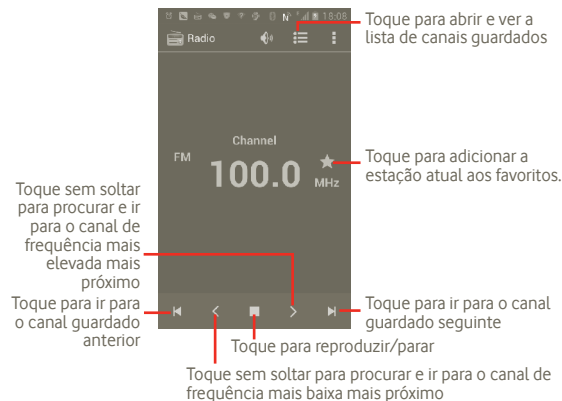 18:08
Radio
Toque para abrir e ver a
lista de canais guardados
Channel
FM
100.0
MHz
Toque para adicionar a
estação atual aos favoritos.
Toque sem soltar
para procurar e ir
para o canal de
frequência mais
elevada mais
próximo
Toque para ir para
o canal guardado
anterior
Toque para ir para o canal
guardado seguinte
Toque para reproduzir/parar
Toque sem soltar para procurar e ir para o canal de
frequência mais baixa mais próximo